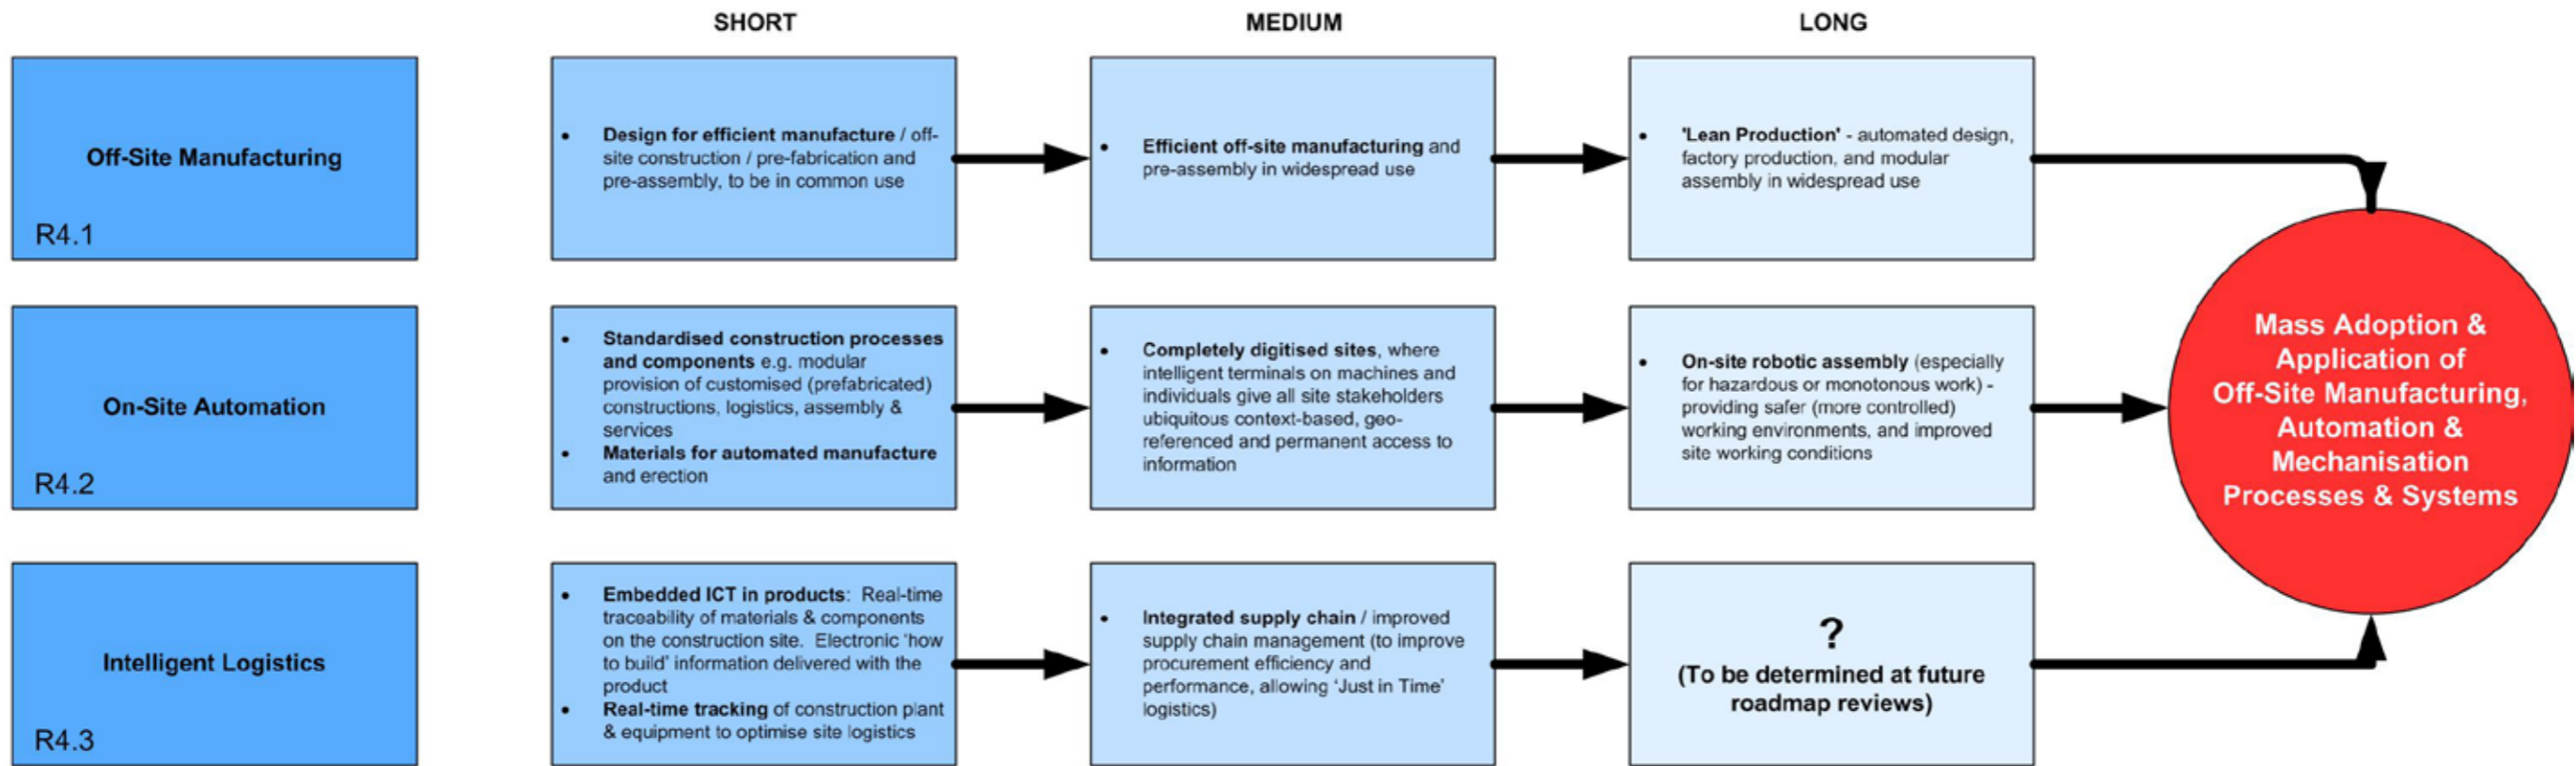 SHORT
MEDIUM
LONG
Off-Site Manufacturing
R4.1
• Design for efficient manufacture / off-
site construction / pre-fabrication and
pre-assembly, to be in common use
• Efficient off-site manufacturing and
pre-assembly in widespread use
• 'Lean Production' - automated design,
factory production, and modular
assembly in widespread use
On-Site Automation
R4.2
• Standardised construction processes
and components e.g. modular
provision of customised (prefabricated)
constructions, logistics, assembly &
services
• Materials for automated manufacture
and erection
• Completely digitised sites, where
intelligent terminals on machines and
individuals give all site stakeholders
ubiquitous context-based, geo-
referenced and permanent access to
information
• On-site robotic assembly (especially
for hazardous or monotonous work) -
providing safer (more controlled)
working environments, and improved
site working conditions
Mass Adoption &
Application of
Off-Site Manufacturing,
Automation &
Mechanisation
Processes & Systems
Intelligent Logistics
R4.3
• Embedded ICT in products: Real-time
traceability of materials & components
on the construction site. Electronic ‘how
to build’ information delivered with the
product
• Real-time tracking of construction plant
& equipment to optimise site logistics
• Integrated supply chain / improved
supply chain management (to improve
procurement efficiency and
performance, allowing ‘Just in Time’
logistics)
?
(To be determined at future
roadmap reviews)